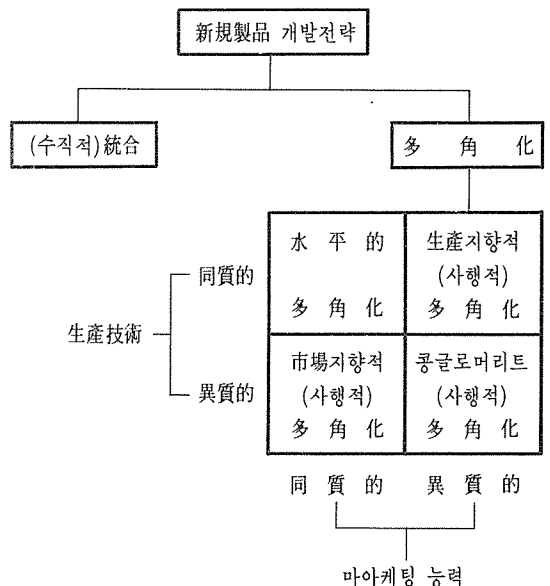 新規製品 개발전략
(수직적)統合
多 角 化
水 平 的
多 角 化
生產지향적
(사행적)
多 角 化
同質的
生產技術
市場지향적
(사행적)
多 角 化
콩글로머리트
(사행적)
多 角 化
異質的
同 質 的
異 質 的
마아케팅 능력